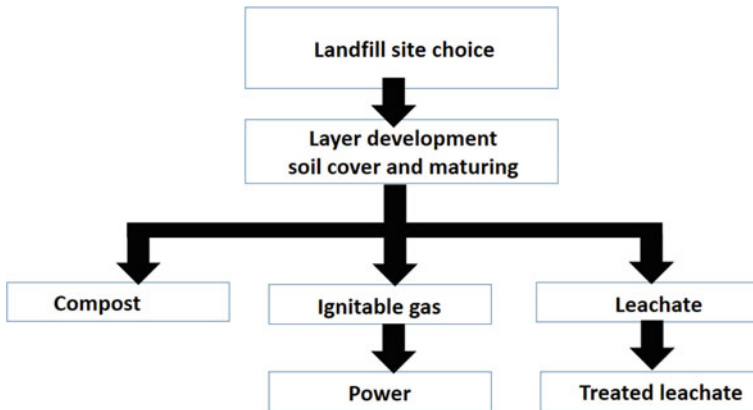 Landfill site choice
Layer development
soil cover and maturing
Compost
Ignitable gas
Leachate
Power
Treated leachate